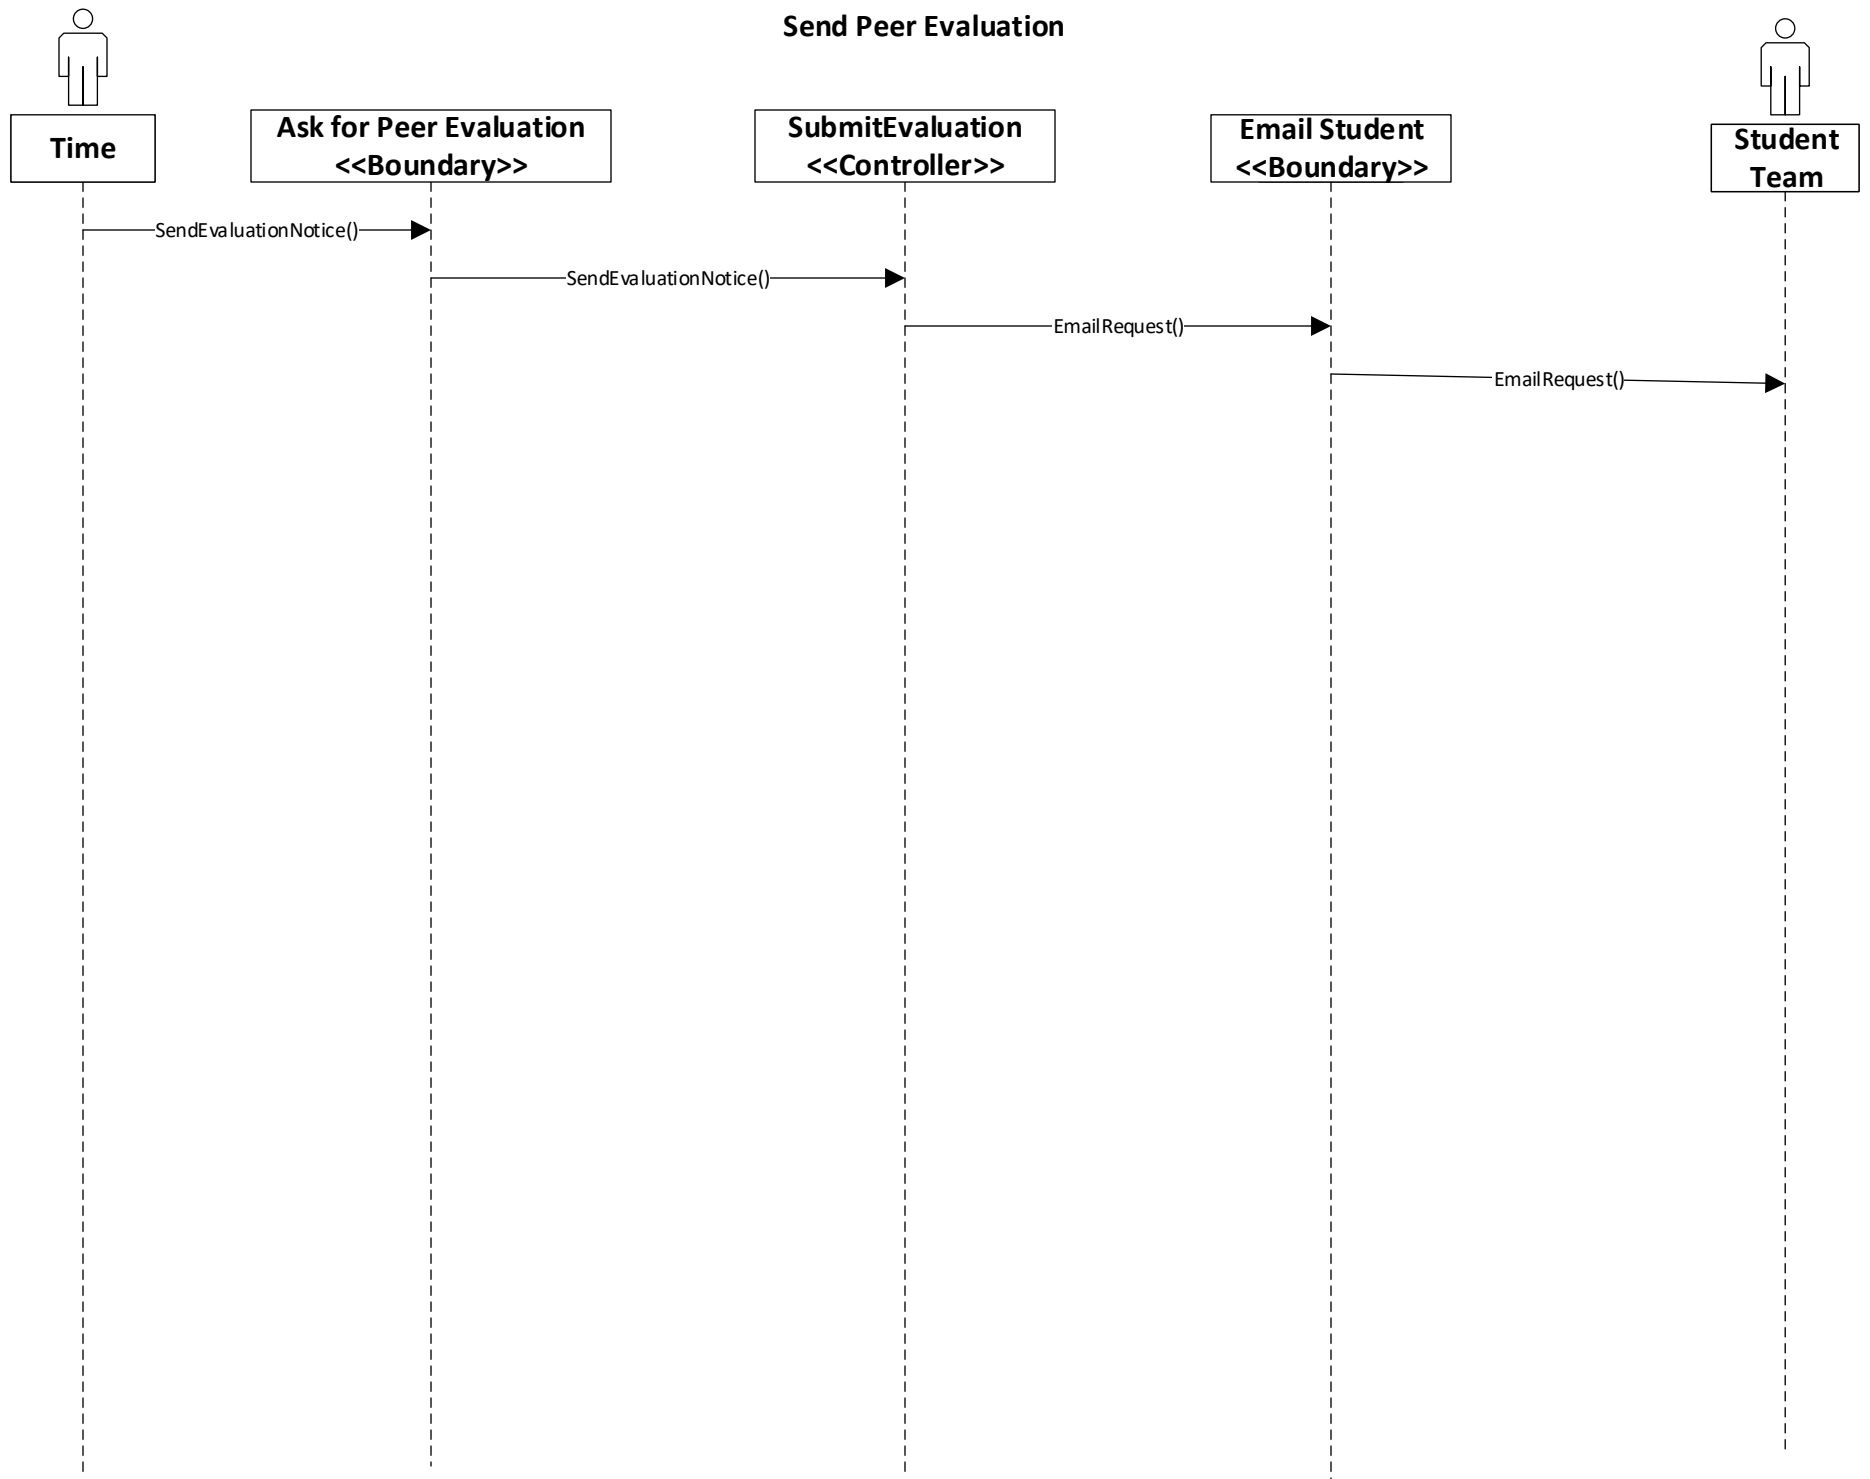 Send Peer Evaluation
Time
Ask for Peer Evaluation
<<Boundary>>
SubmitEvaluation
<<Controller>>
Email Student
<<Boundary>>
Student
Team
SendEvaluationNotice()
SendEvaluationNotice()
EmailRequest()
EmailRequest()